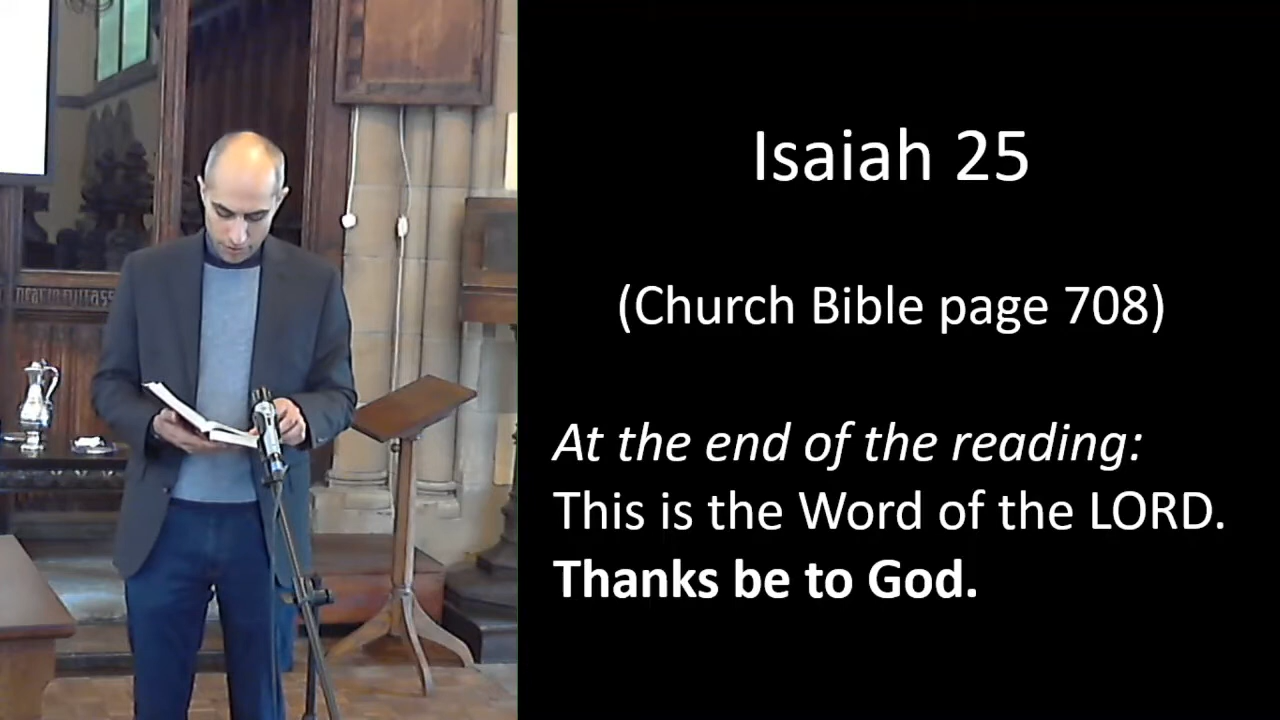 Isaiah 25
(Church Bible page 708)
At the end of the reading:
This is the Word of the LORD.
Thanks be to God.